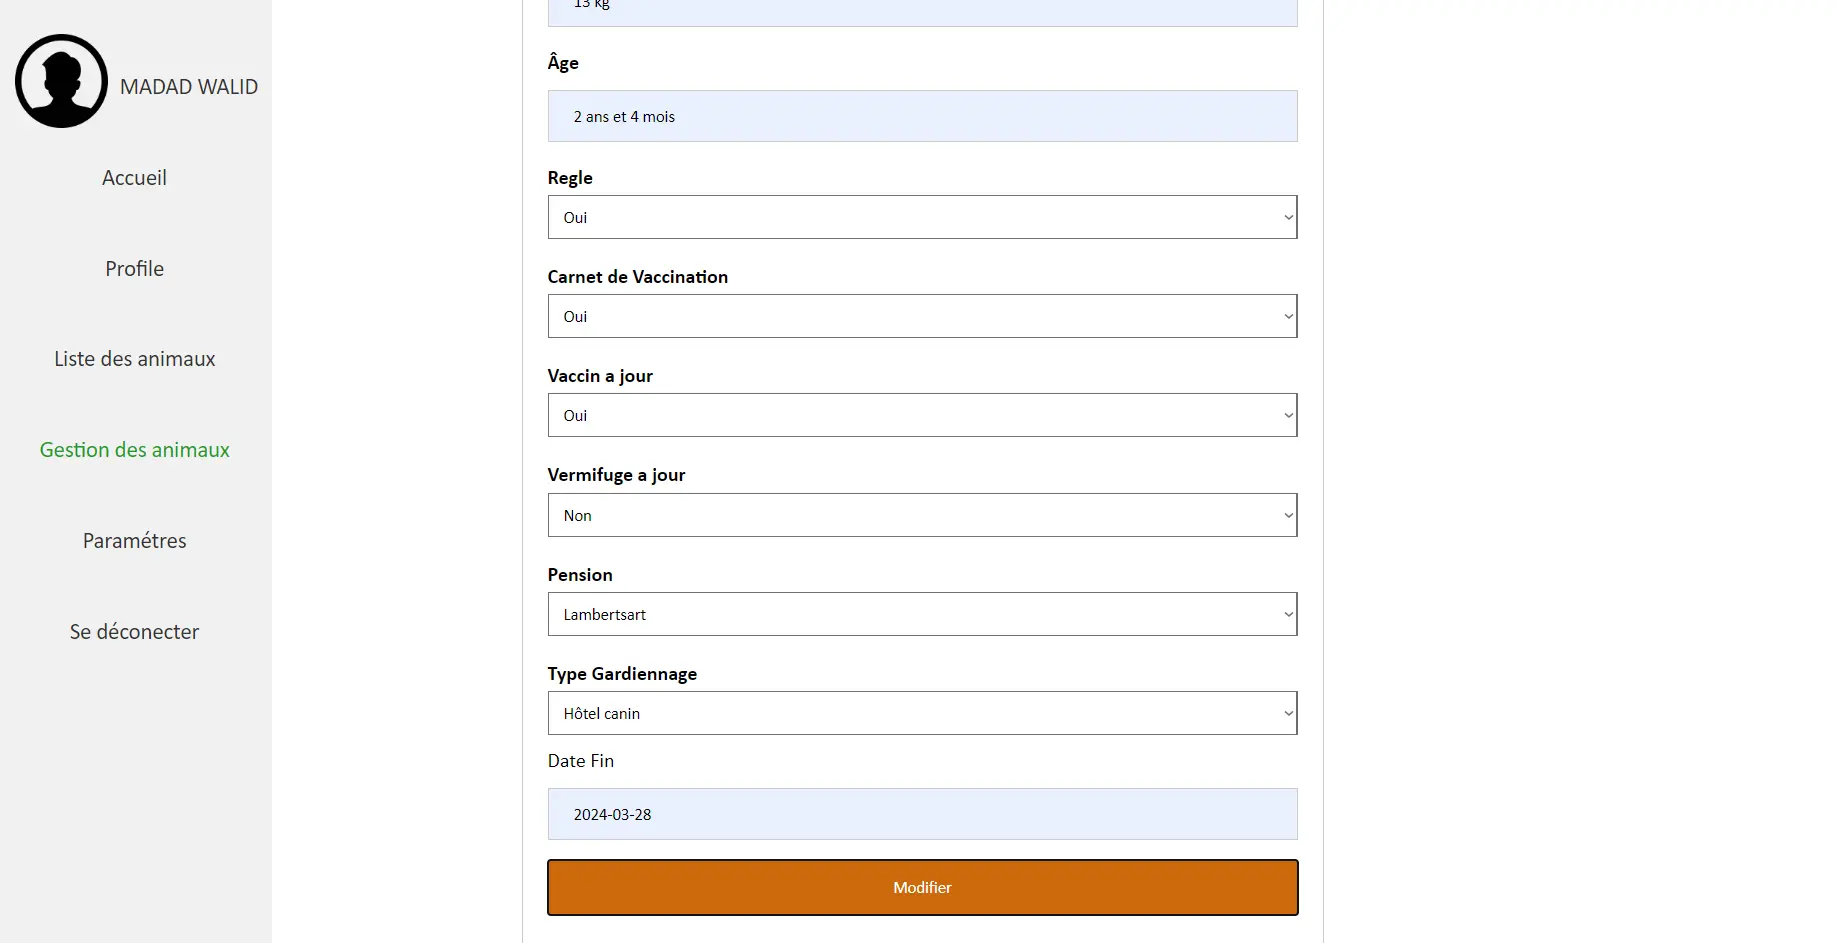 MADAD WALID
Accueil
Profile
Liste des animaux
Gestion des animaux
Paramétres
Se déconecter
13 kg
Âge
2 ans et 4 mois
Regle
Oui
Carnet de Vaccination
Oui
Vaccin a jour
Oui
Vermifuge a jour
Non
Pension
Lambertsart
Type Gardiennage
Hôtel canin
Date Fin
2024-03-28
Modifier